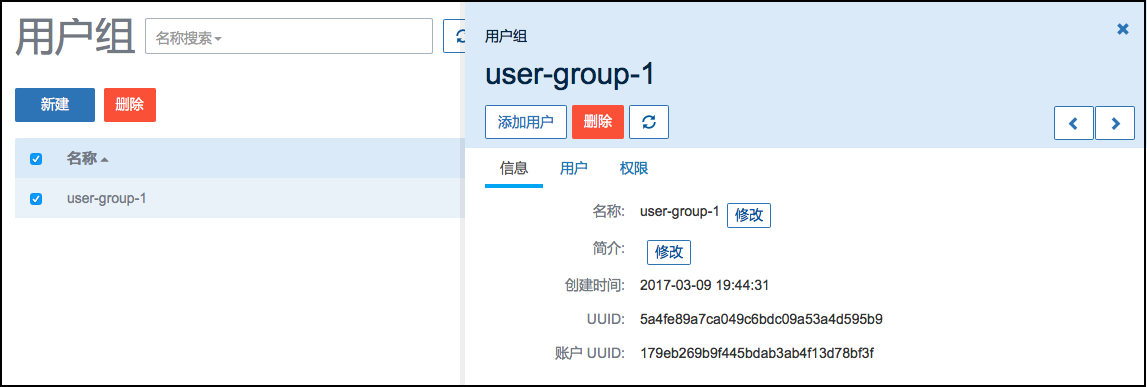 用户组
名称搜索
新建
删除
名称
user-group-1
用户组
user-group-1
添加用户
删除
信息
用户
权限
名称: user-group-1 修改
简介: 修改
创建时间: 2017-03-09 19:44:31
UUID: 5a4fe89a7ca049c6bdc09a53a4d595b9
账户 UUID: 179eb269b9f445bdab3ab4f13d78bf3f